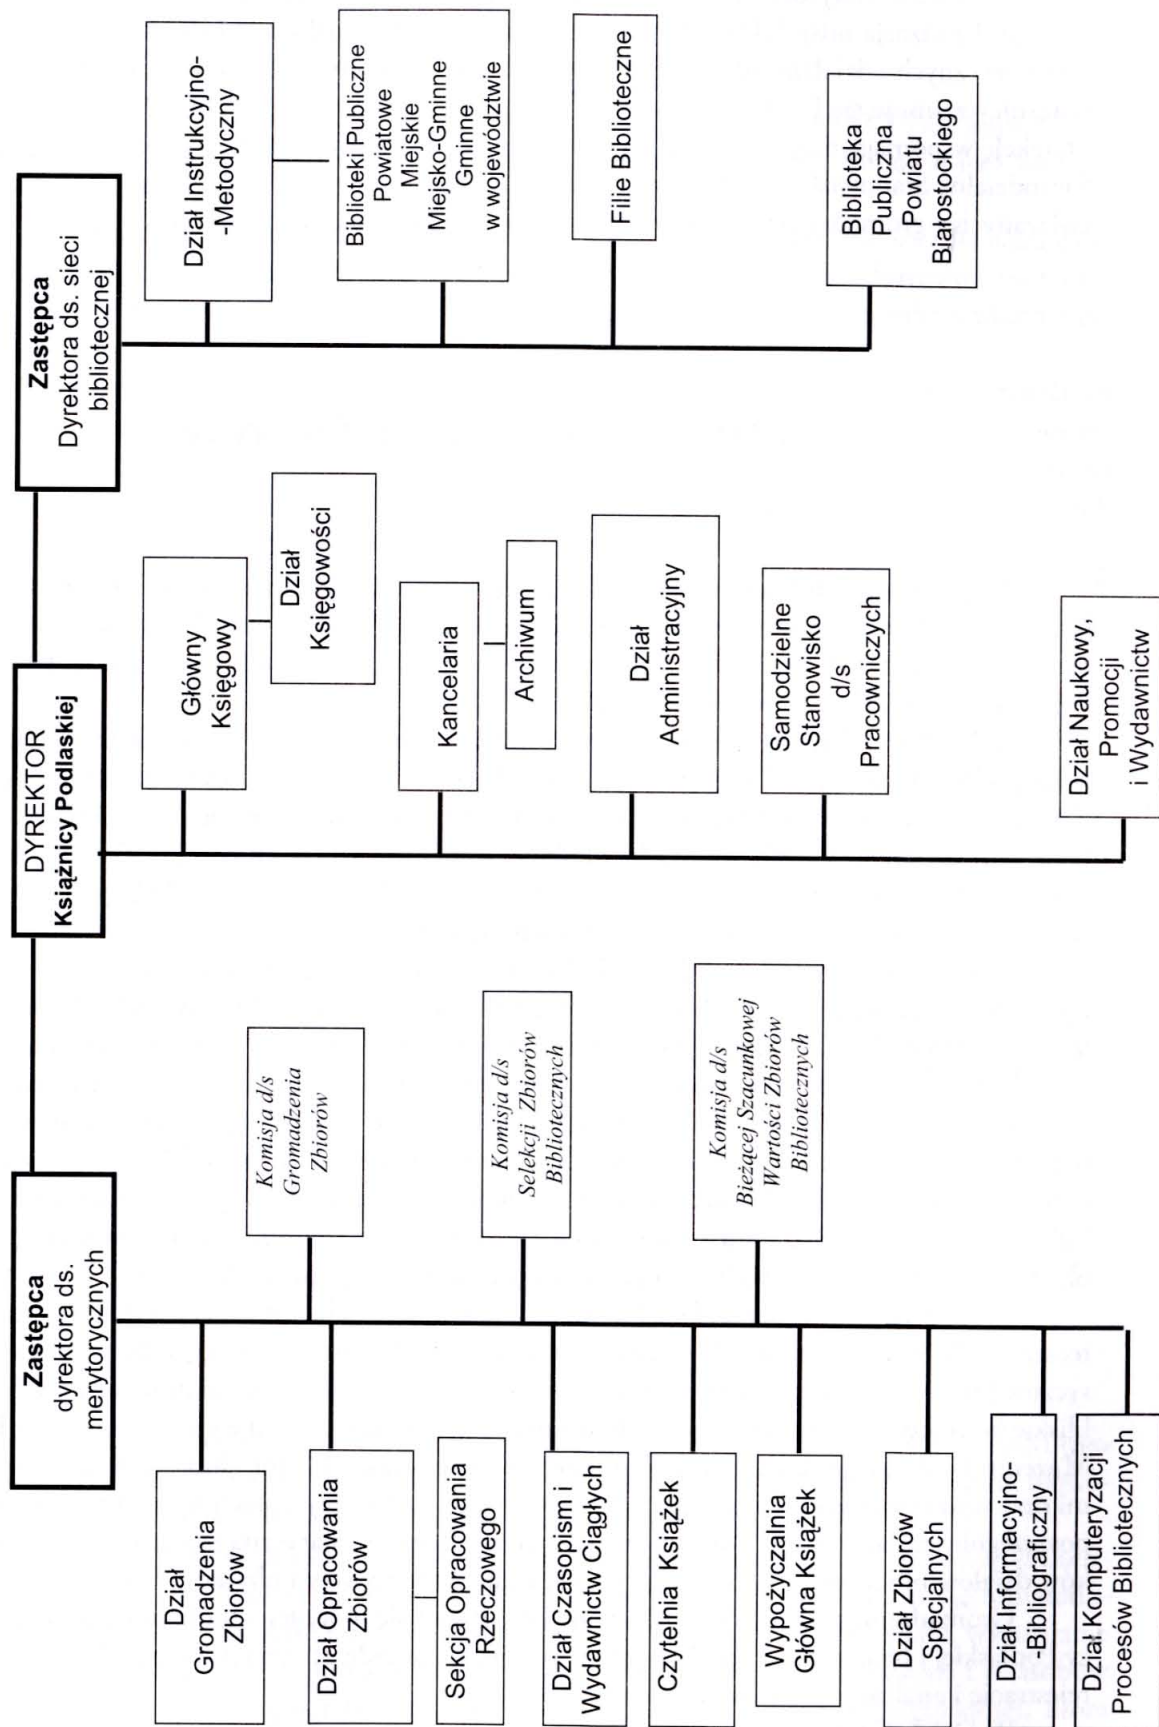 Zastępca
dyrektora ds.
merytorycznych
DYREKTOR
Książnicy Podlaskiej
Zastępca
Dyrektora ds. sieci
bibliotecznej
Dział
Gromadzenia
Zbiorów
Dział Opracowania
Zbiorów
Sekcja Opracowania
Rzeczowego
Dział Czasopism i
Wydawnictw Ciągłych
Czytelnia Książek
Wypożyczalnia
Główna Książek
Dział Zbiorów
Specjalnych
Dział Informacyjno-
-Bibliograficzny
Dział Komputeryzacji
Procesów Bibliotecznych
Komisja d/s
Gromadzenia
Zbiorów
Komisja d/s
Selekcji Zbiorów
Bibliotecznych
Komisja d/s
Bieżącej Szacunkowej
Wartości Zbiorów
Bibliotecznych
Główny
Księgowy
Dział
Księgowości
Kancelaria
Archiwum
Dział
Administracyjny
Samodzielne
Stanowisko
d/s
Pracowniczych
Dział Naukowy,
Promocji
i Wydawnictw
Dział Instrukcyjno-
-Metodyczny
Biblioteki Publiczne
Powiatowe
Miejskie
Miejsko-Gminne
Gminne
w województwie
Filie Biblioteczne
Biblioteka
Publiczna
Powiatu
Białostockiego